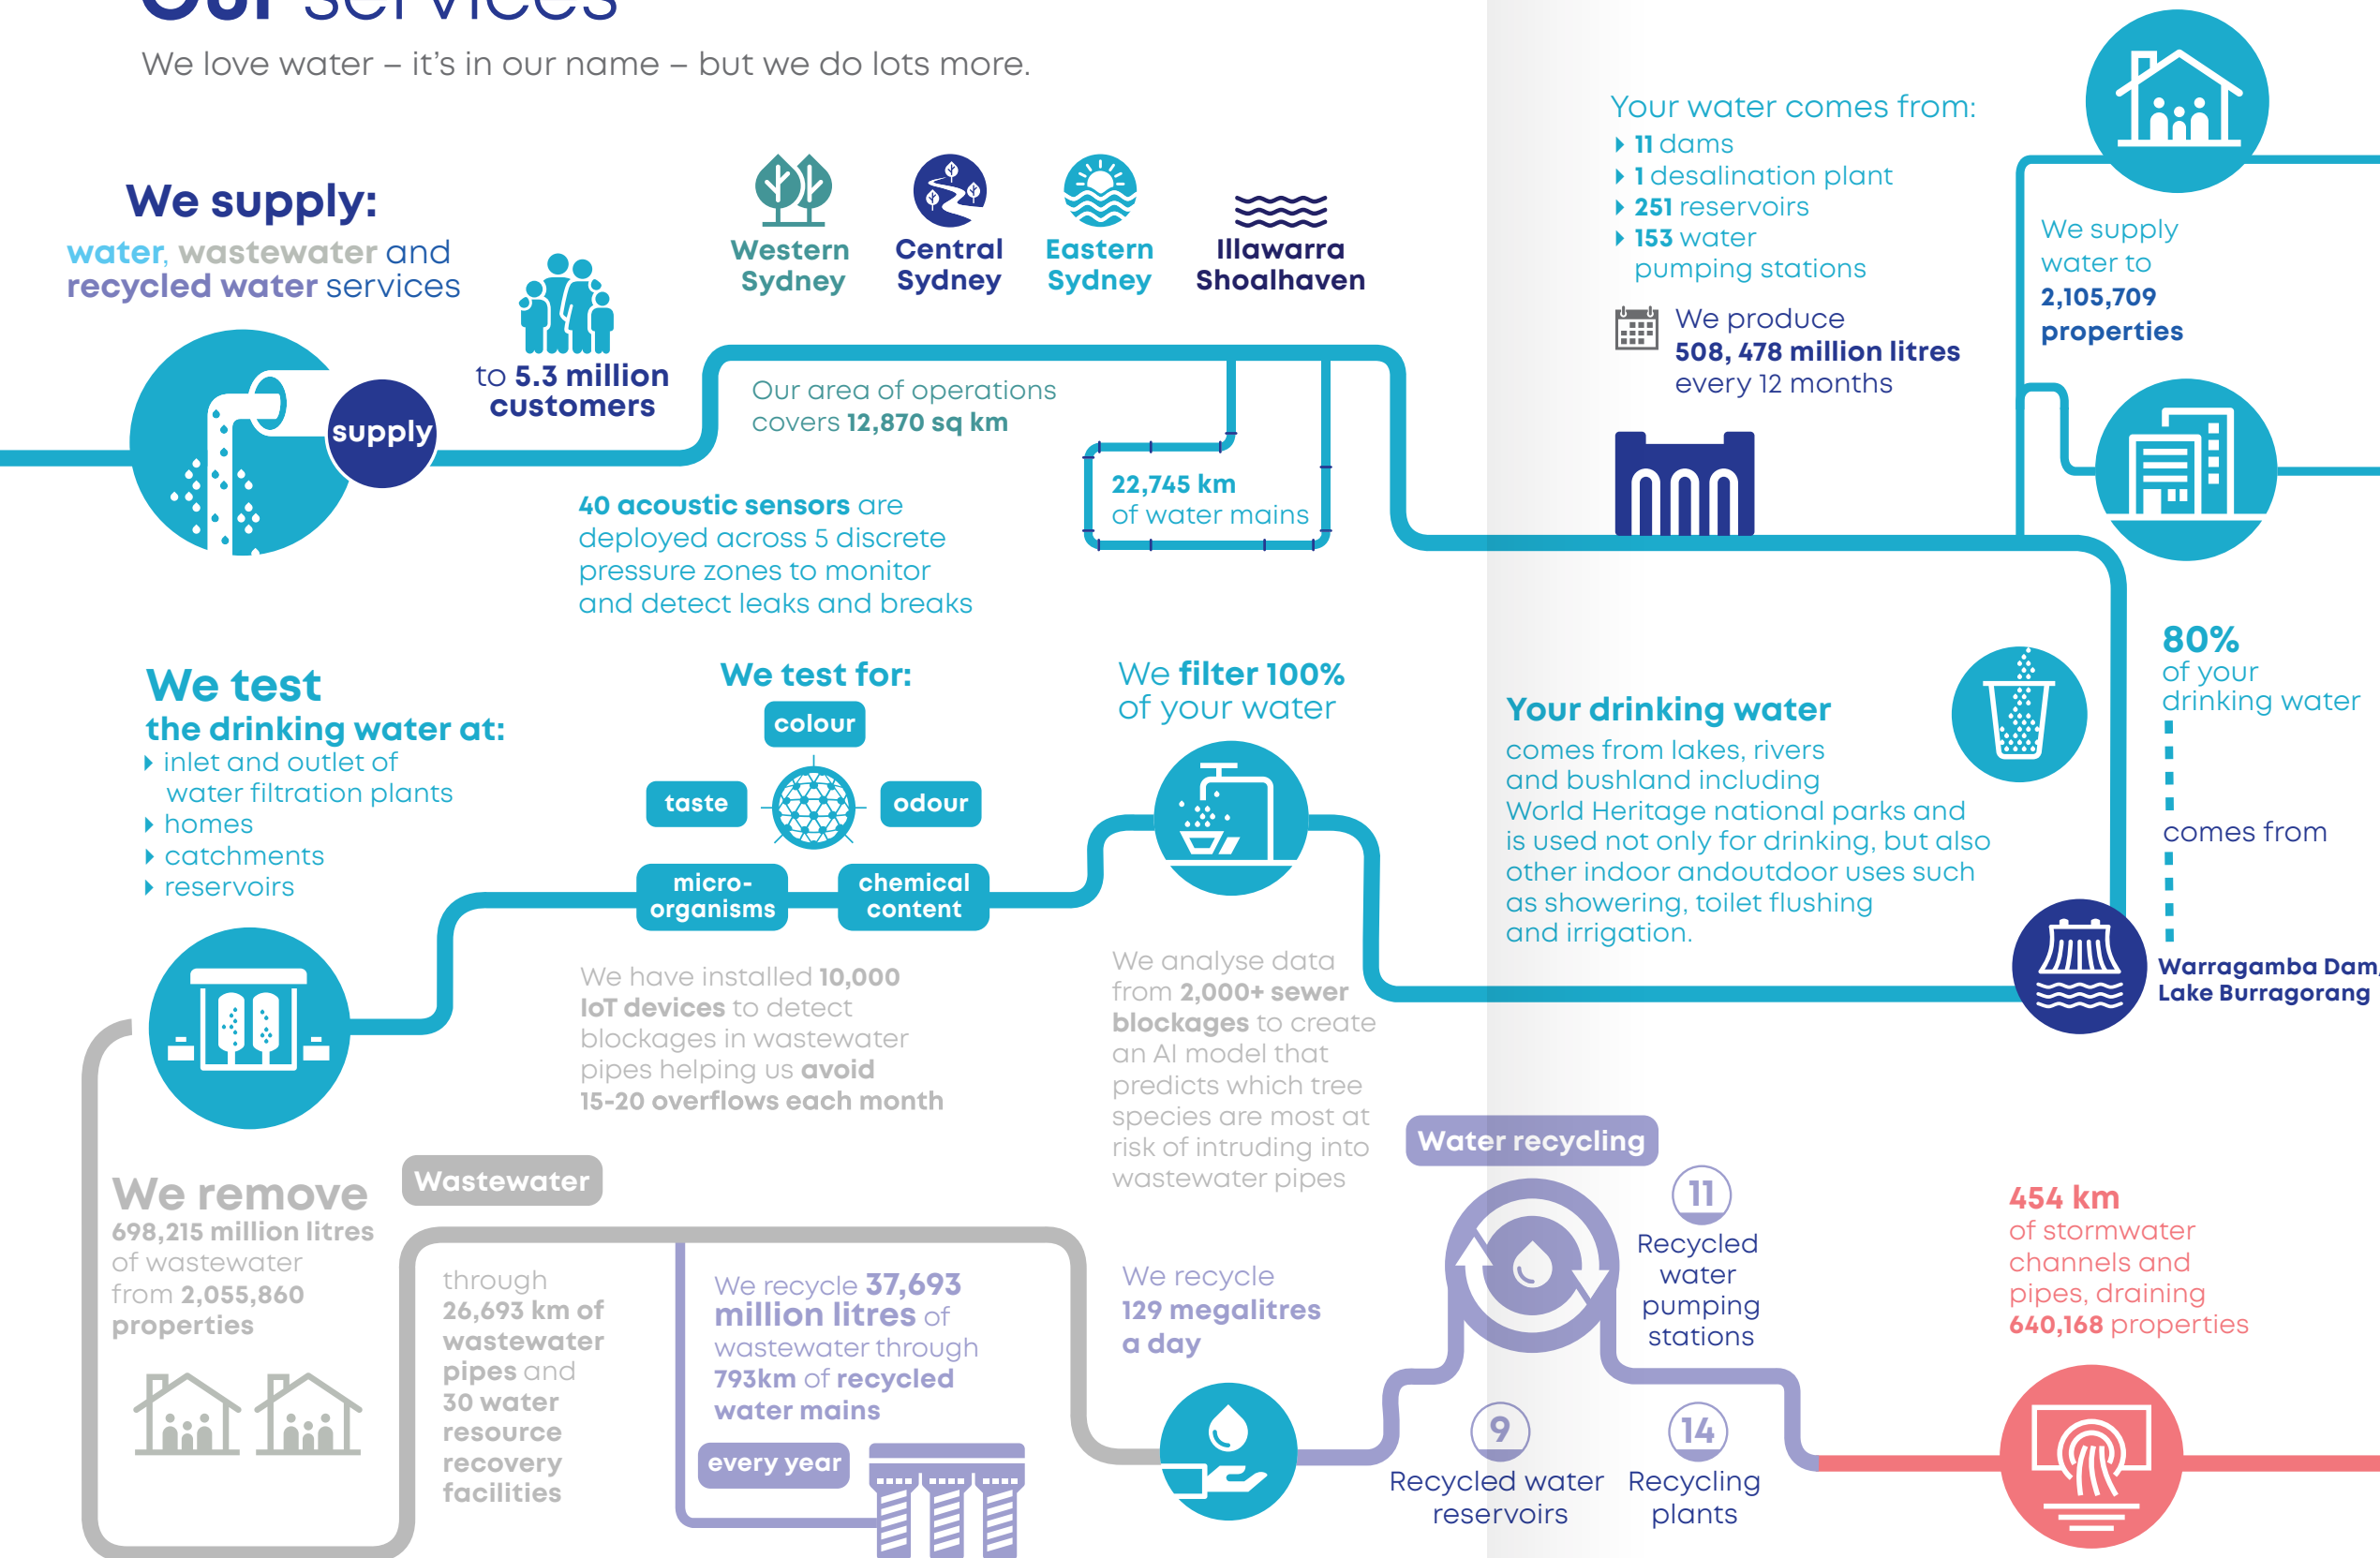 Our services
We love water – it's in our name – but we do lots more.
We supply:
water, wastewater and
recycled water services
supply
to 5.3 million
customers
Western
Sydney
Central
Sydney
Eastern
Sydney
Illawarra
Shoalhaven
Our area of operations
covers 12,870 sq km
40 acoustic sensors are
deployed across 5 discrete
pressure zones to monitor
and detect leaks and breaks
22,745 km
of water mains
Your water comes from:
11 dams
1 desalination plant
251 reservoirs
153 water
pumping stations
We produce
508, 478 million litres
every 12 months
We supply
water to
2,105,709
properties
We test
the drinking water at:
inlet and outlet of
water filtration plants
homes
catchments
reservoirs
We test for:
colour
taste
odour
micro-
organisms
chemical
content
We filter 100%
of your water
Your drinking water
comes from lakes, rivers
and bushland including
World Heritage national parks and
is used not only for drinking, but also
other indoor andoutdoor uses such
as showering, toilet flushing
and irrigation.
80%
of your
drinking water
comes from
Warragamba Dam,
Lake Burragorang
We have installed 10,000
IoT devices to detect
blockages in wastewater
pipes helping us avoid
15-20 overflows each month
We analyse data
from 2,000+ sewer
blockages to create
an AI model that
predicts which tree
species are most at
risk of intruding into
wastewater pipes
We remove
698,215 million litres
of wastewater
from 2,055,860
properties
Wastewater
through
26,693 km of
wastewater
pipes and
30 water
resource
recovery
facilities
We recycle 37,693
million litres of
wastewater through
793km of recycled
water mains
every year
We recycle
129 megalitres
a day
Water recycling
11
Recycled
water
pumping
stations
9
Recycled water
reservoirs
14
Recycling
plants
454 km
of stormwater
channels and
pipes, draining
640,168 properties